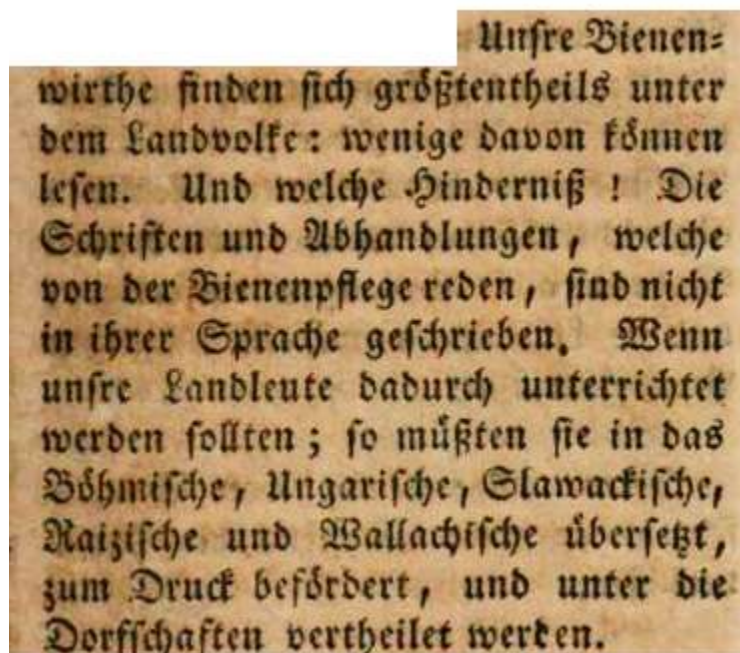 Unsre Bienen=
wirthe finden sich größtentheils unter
dem Landvolke: wenige davon können
lesen. Und welche Hinderniß! Die
Schriften und Abhandlungen, welche
von der Bienenpflege reden, sind nicht
in ihrer Sprache geschrieben. Wenn
unsre Landleute dadurch unterrichtet
werden sollten; so müßten sie in das
Böhmische, Ungarische, Slawackische,
Raizische und Wallachische übersetzt,
zum Druck befördert, und unter die
Dorfschaften vertheilet werden.